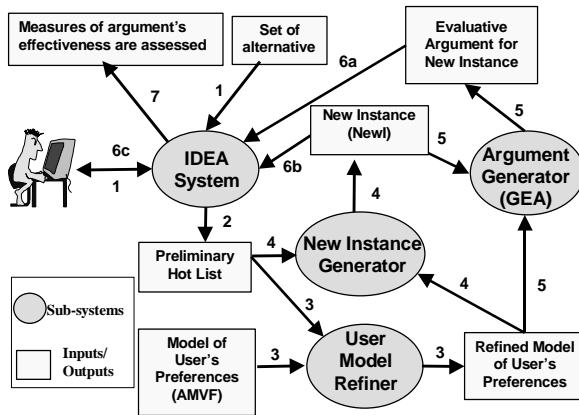 Measures of argument's
effectiveness are assessed
Set of
alternative
Evaluative
Argument for
New Instance
6a
7
1
New Instance
(NewI)
5
5
6c
1
IDEA
System
6b
Argument
Generator
(GEA)
2
4
Preliminary
Hot List
4
New Instance
Generator
4
5
3
Sub-systems
Inputs/
Outputs
Model of
User's
Preferences
(AMVF)
3
User
Model
Refiner
3
Refined Model
of User's
Preferences